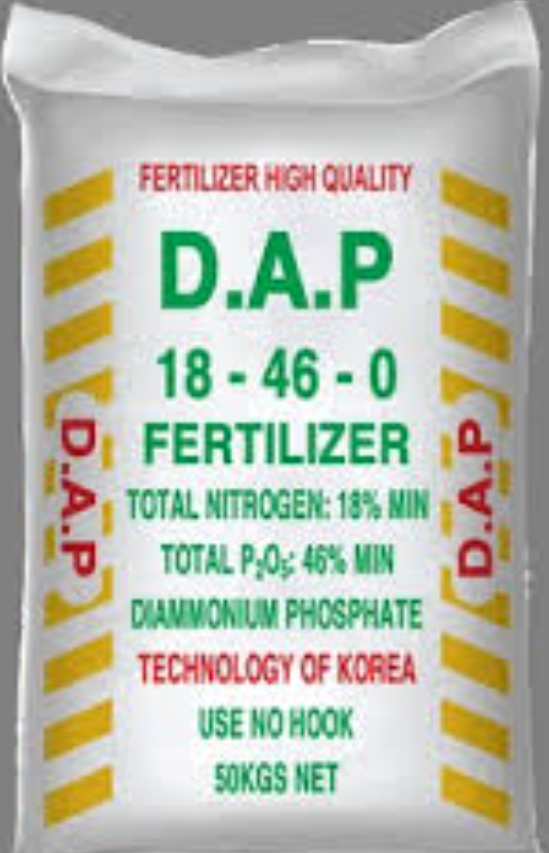 FERTILIZER HIGH QUALITY
D.A.P
18 - 46 - 0
FERTILIZER
TOTAL NITROGEN: 18% MIN
TOTAL P₂O₅: 46% MIN
DIAMMONIUM PHOSPHATE
TECHNOLOGY OF KOREA
USE NO HOOK
50KGS NET
D.A.P
D.A.P